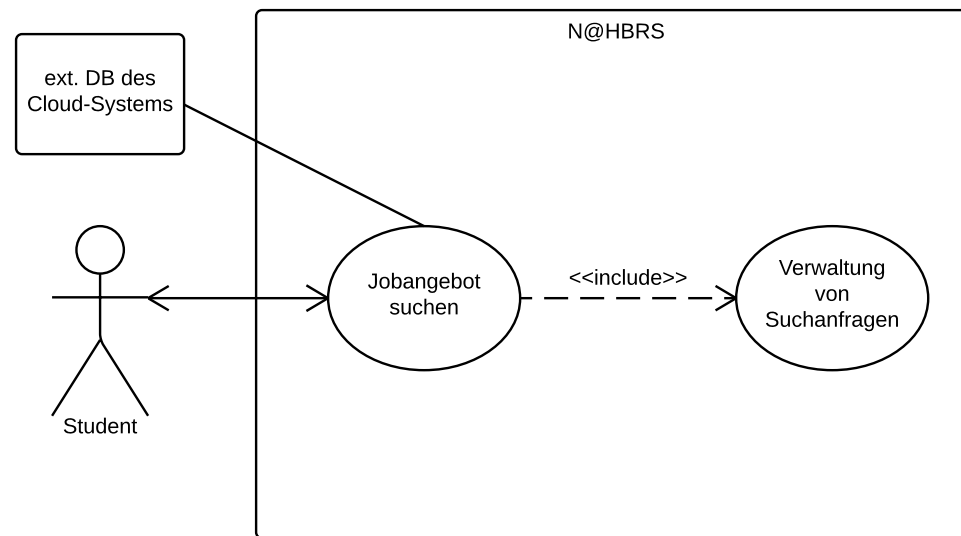 N@HBRS
ext. DB des
Cloud-Systems
Jobangebot
suchen
<<include>>
Verwaltung
von
Suchanfragen
Student